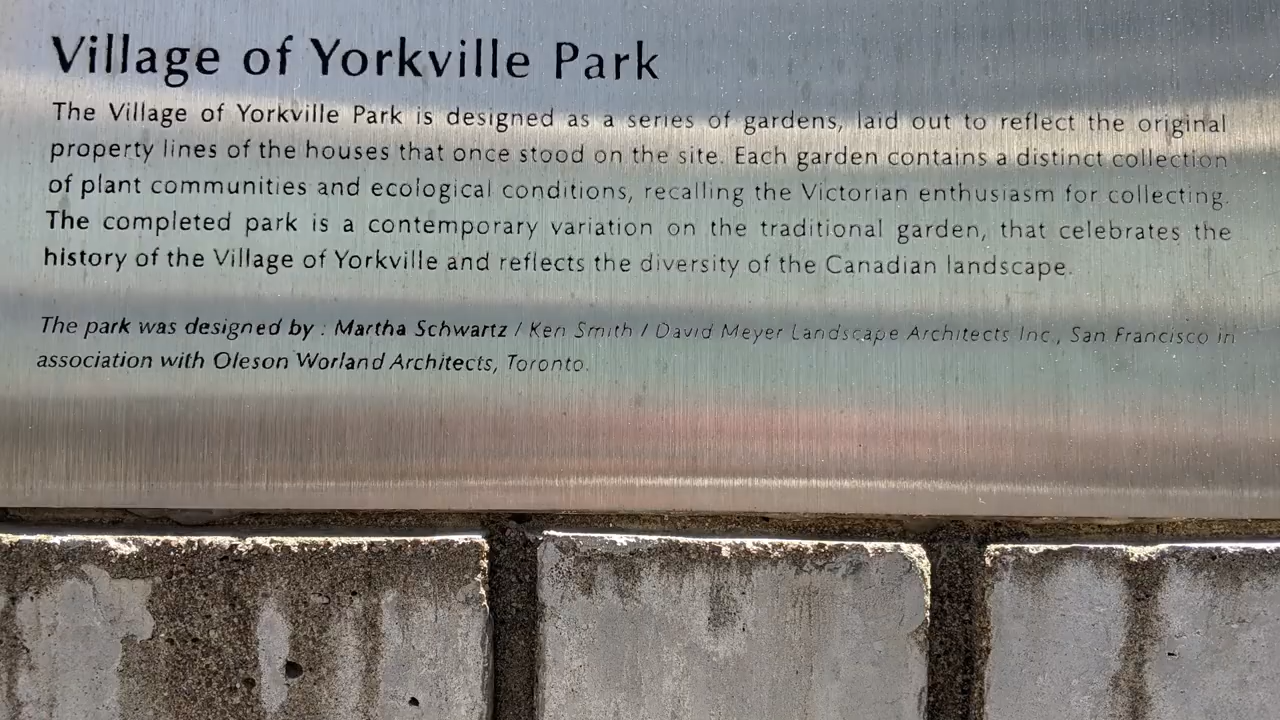 Village of Yorkville Park
The Village of Yorkville Park is designed as a series of gardens, laid out to reflect the original
property lines of the houses that once stood on the site. Each garden contains a distinct collection
of plant communities and ecological conditions, recalling the Victorian enthusiasm for collecting.
The completed park is a contemporary variation on the traditional garden, that celebrates the
history of the Village of Yorkville and reflects the diversity of the Canadian landscape.
The park was designed by : Martha Schwartz / Ken Smith / David Meyer Landscape Architects Inc., San Francisco in
association with Oleson Worland Architects, Toronto.